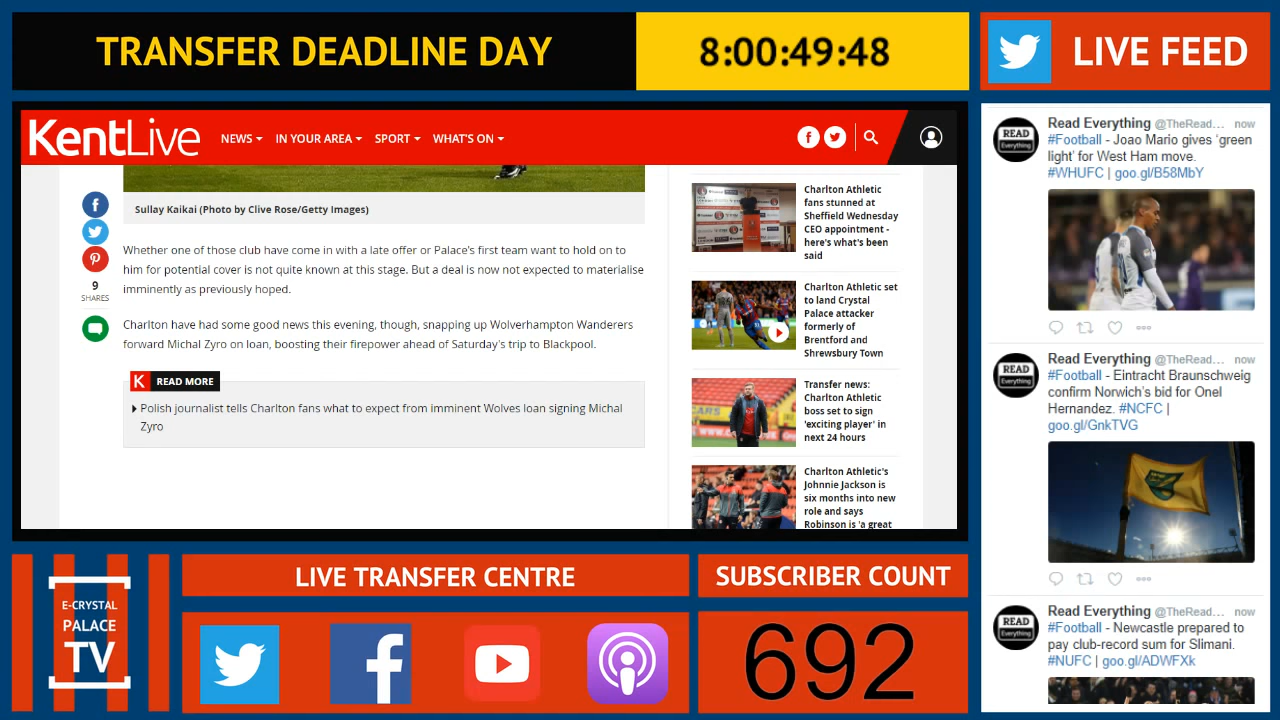 TRANSFER DEADLINE DAY
8:00:49:48
LIVE FEED
KentLive
NEWS
IN YOUR AREA
SPORT
WHAT'S ON
Sullay Kaikai (Photo by Clive Rose/Getty Images)
9
SHARES
Whether one of those club have come in with a late offer or Palace's first team want to hold on to
him for potential cover is not quite known at this stage. But a deal is now not expected to materialise
imminently as previously hoped.
Charlton have had some good news this evening, though, snapping up Wolverhampton Wanderers
forward Michal Zyro on loan, boosting their firepower ahead of Saturday's trip to Blackpool.
K READ MORE
Polish journalist tells Charlton fans what to expect from imminent Wolves loan signing Michal
Zyro
Charlton Athletic
fans stunned at
Sheffield Wednesday
CEO appointment -
here's what's been
said
Charlton Athletic set
to land Crystal
Palace attacker
formerly of
Brentford and
Shrewsbury Town
Transfer news:
Charlton Athletic
boss set to sign
'exciting player' in
next 24 hours
Charlton Athletic's
Johnnie Jackson is
six months into new
role and says
Robinson is 'a great
READ
Everything
Read Everything @TheRead... now
#Football - Joao Mario gives 'green
light' for West Ham move.
#WHUFC | goo.gl/B58MbY
READ
Everything
Read Everything @TheRead... now
#Football - Eintracht Braunschweig
confirm Norwich's bid for Onel
Hernandez. #NCFC |
goo.gl/GnkTVG
READ
Everything
Read Everything @TheRead... now
#Football - Newcastle prepared to
pay club-record sum for Slimani.
#NUFC | goo.gl/ADWFXk
E-CRYSTAL
PALACE
TV
LIVE TRANSFER CENTRE
SUBSCRIBER COUNT
692